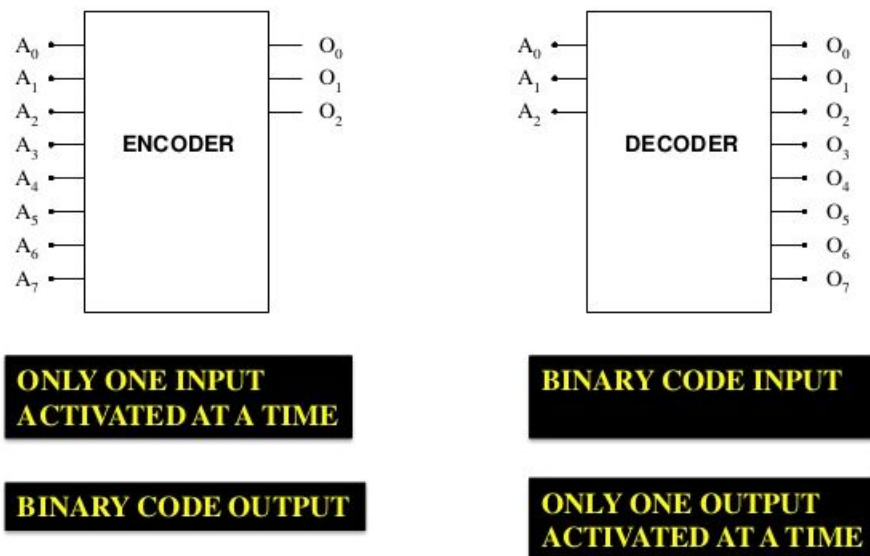 A0
A1
A2
A3
A4
A5
A6
A7
ENCODER
O0
O1
O2
A0
A1
A2
DECODER
O0
O1
O2
O3
O4
O5
O6
O7
ONLY ONE INPUT
ACTIVATED AT A TIME
BINARY CODE INPUT
BINARY CODE OUTPUT
ONLY ONE OUTPUT
ACTIVATED AT A TIME